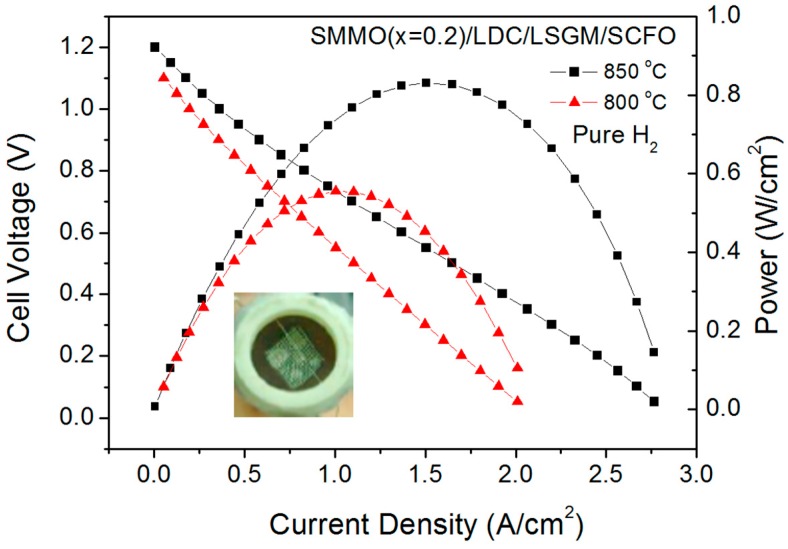 SMMO(x=0.2)/LDC/LSGM/SCFO
850 °C
800 °C
Pure H₂
Cell Voltage (V)
1.2
1.0
0.8
0.6
0.4
0.2
0.0
Power (W/cm²)
1.0
0.8
0.6
0.4
0.2
0.0
0.0 0.5 1.0 1.5 2.0 2.5 3.0
Current Density (A/cm²)